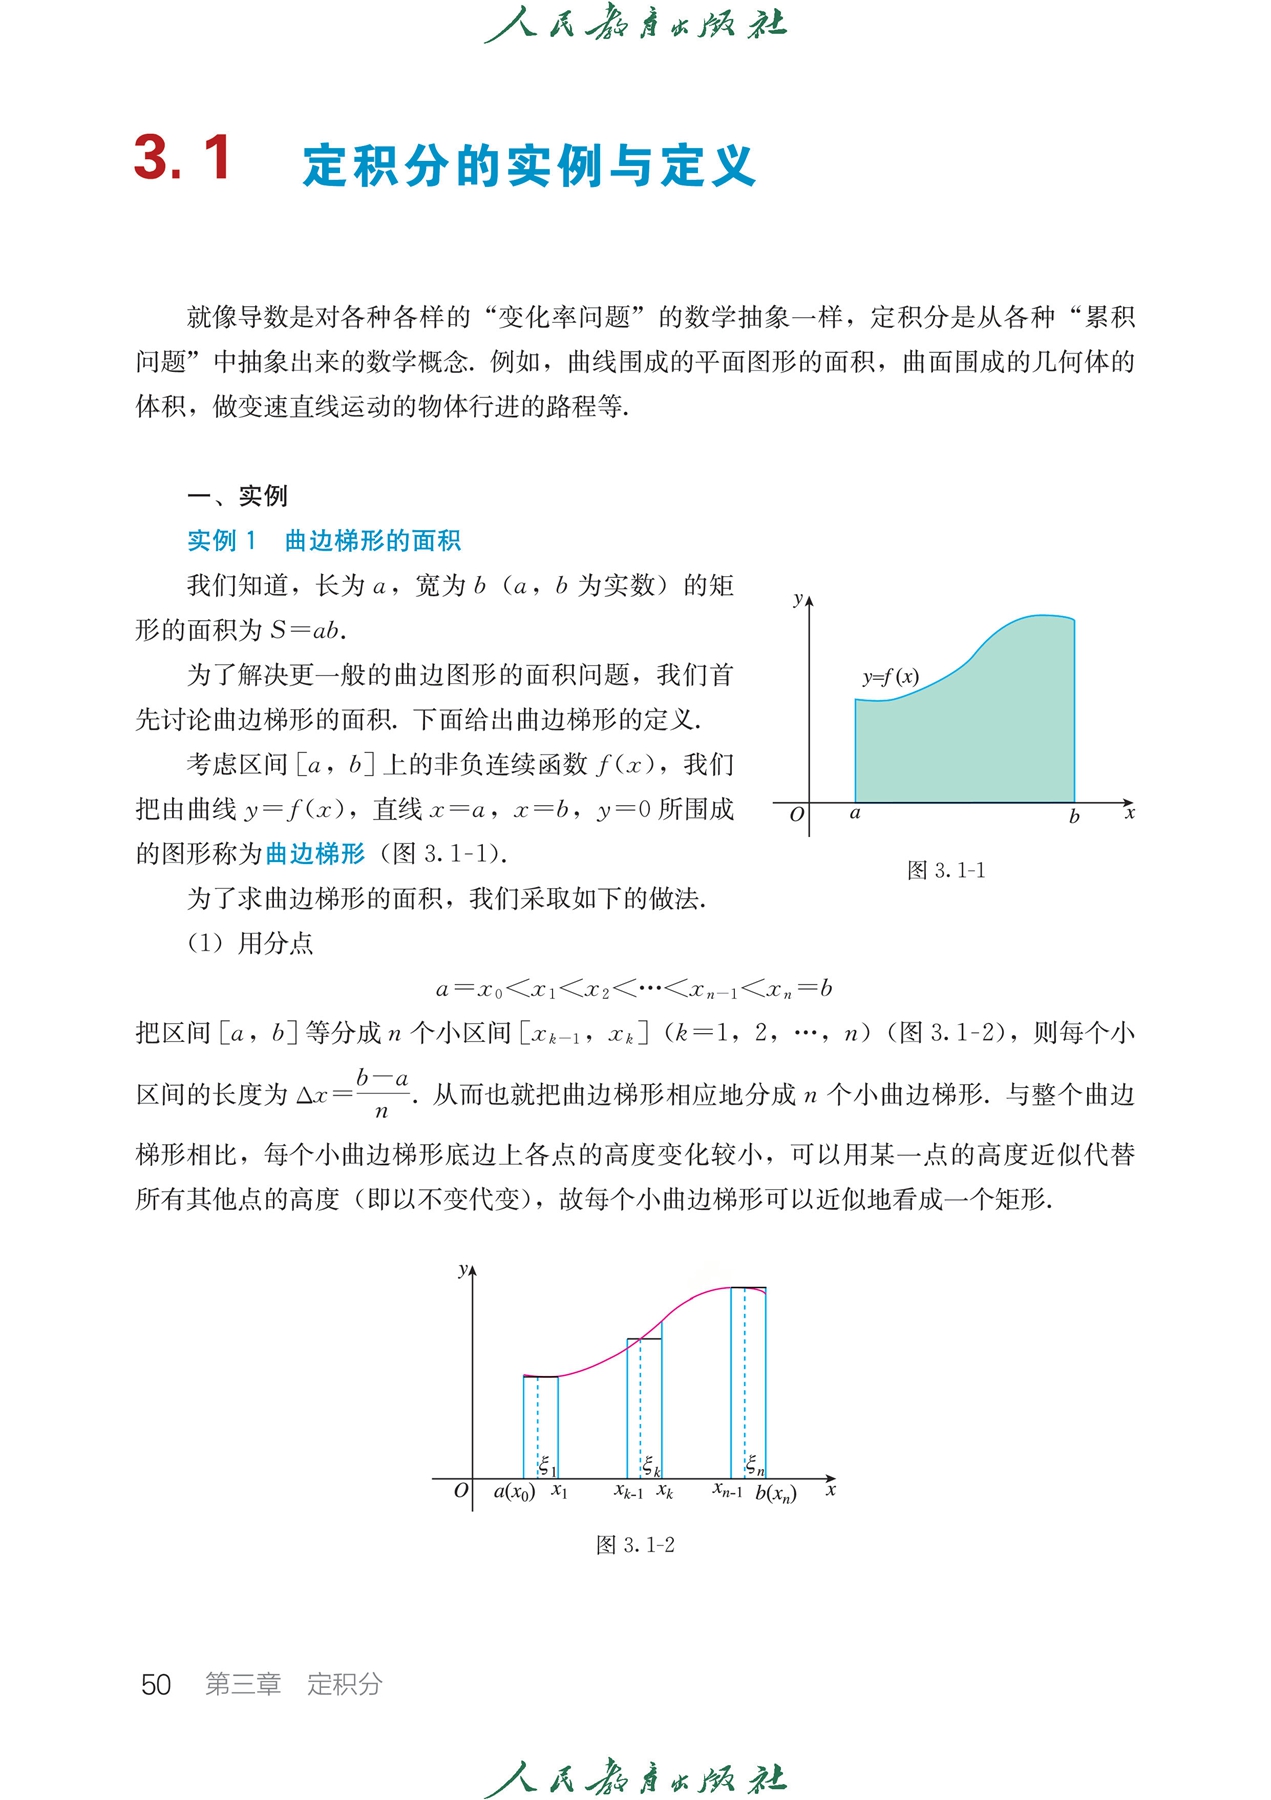 人民教育出版社
3.1 定积分的实例与定义
就像导数是对各种各样的“变化率问题”的数学抽象一样，定积分是从各种“累积
问题”中抽象出来的数学概念. 例如，曲线围成的平面图形的面积，曲面围成的几何体的
体积，做变速直线运动的物体行进的路程等.
一、实例
实例 1 曲边梯形的面积
我们知道，长为 a，宽为 b（a，b 为实数）的矩
形的面积为 S=ab.
为了解决更一般的曲边图形的面积问题，我们首
先讨论曲边梯形的面积. 下面给出曲边梯形的定义.
考虑区间[a，b]上的非负连续函数 f(x)，我们
把由曲线 y=f(x)，直线 x=a，x=b，y=0 所围成
的图形称为曲边梯形（图 3.1-1).
y
y=f(x)
O a b x
图 3.1-1
为了求曲边梯形的面积，我们采取如下的做法.
（1）用分点
a=x₀<x₁<x₂<…<xₙ₋₁<xₙ=b
把区间[a，b]等分成 n 个小区间[xₖ₋₁，xₖ]（k=1，2，…，n)（图 3.1-2)，则每个小
区间的长度为 Δx=(b-a)/n. 从而也就把曲边梯形相应地分成 n 个小曲边梯形. 与整个曲边
梯形相比，每个小曲边梯形底边上各点的高度变化较小，可以用某一点的高度近似代替
所有其他点的高度（即以不变代变)，故每个小曲边梯形可以近似地看成一个矩形.
y
ξ₁ ξₖ ξₙ
O a(x₀) x₁ xₖ₋₁ xₖ xₙ₋₁ b(xₙ) x
图 3.1-2
50 第三章 定积分
人民教育出版社